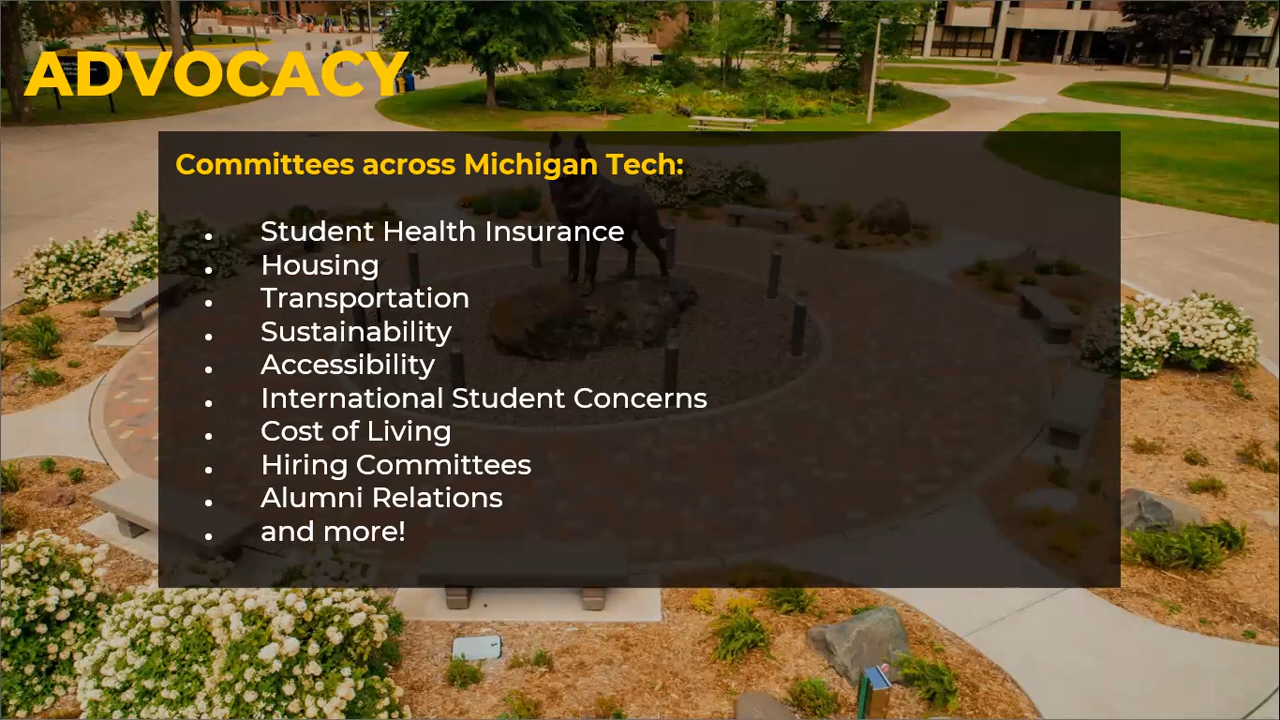 ADVOCACY
Committees across Michigan Tech:
• Student Health Insurance
• Housing
• Transportation
• Sustainability
• Accessibility
• International Student Concerns
• Cost of Living
• Hiring Committees
• Alumni Relations
• and more!